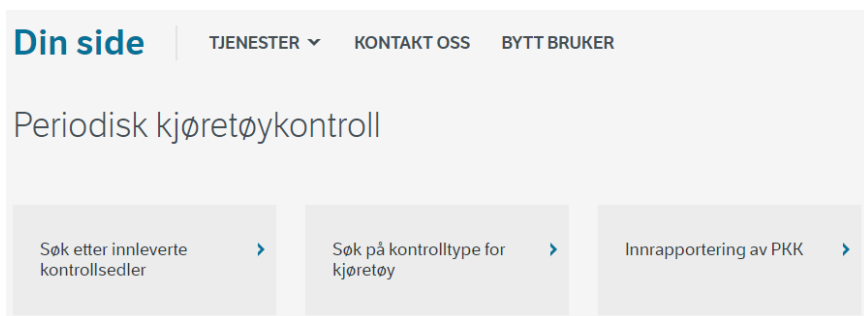 Din side TJENESTER KONTAKT OSS BYTT BRUKER
Periodisk kjøretøykontroll
Søk etter innleverte
kontrollsedler
Søk på kontrolltype for
kjøretøy
Innrapportering av PKK